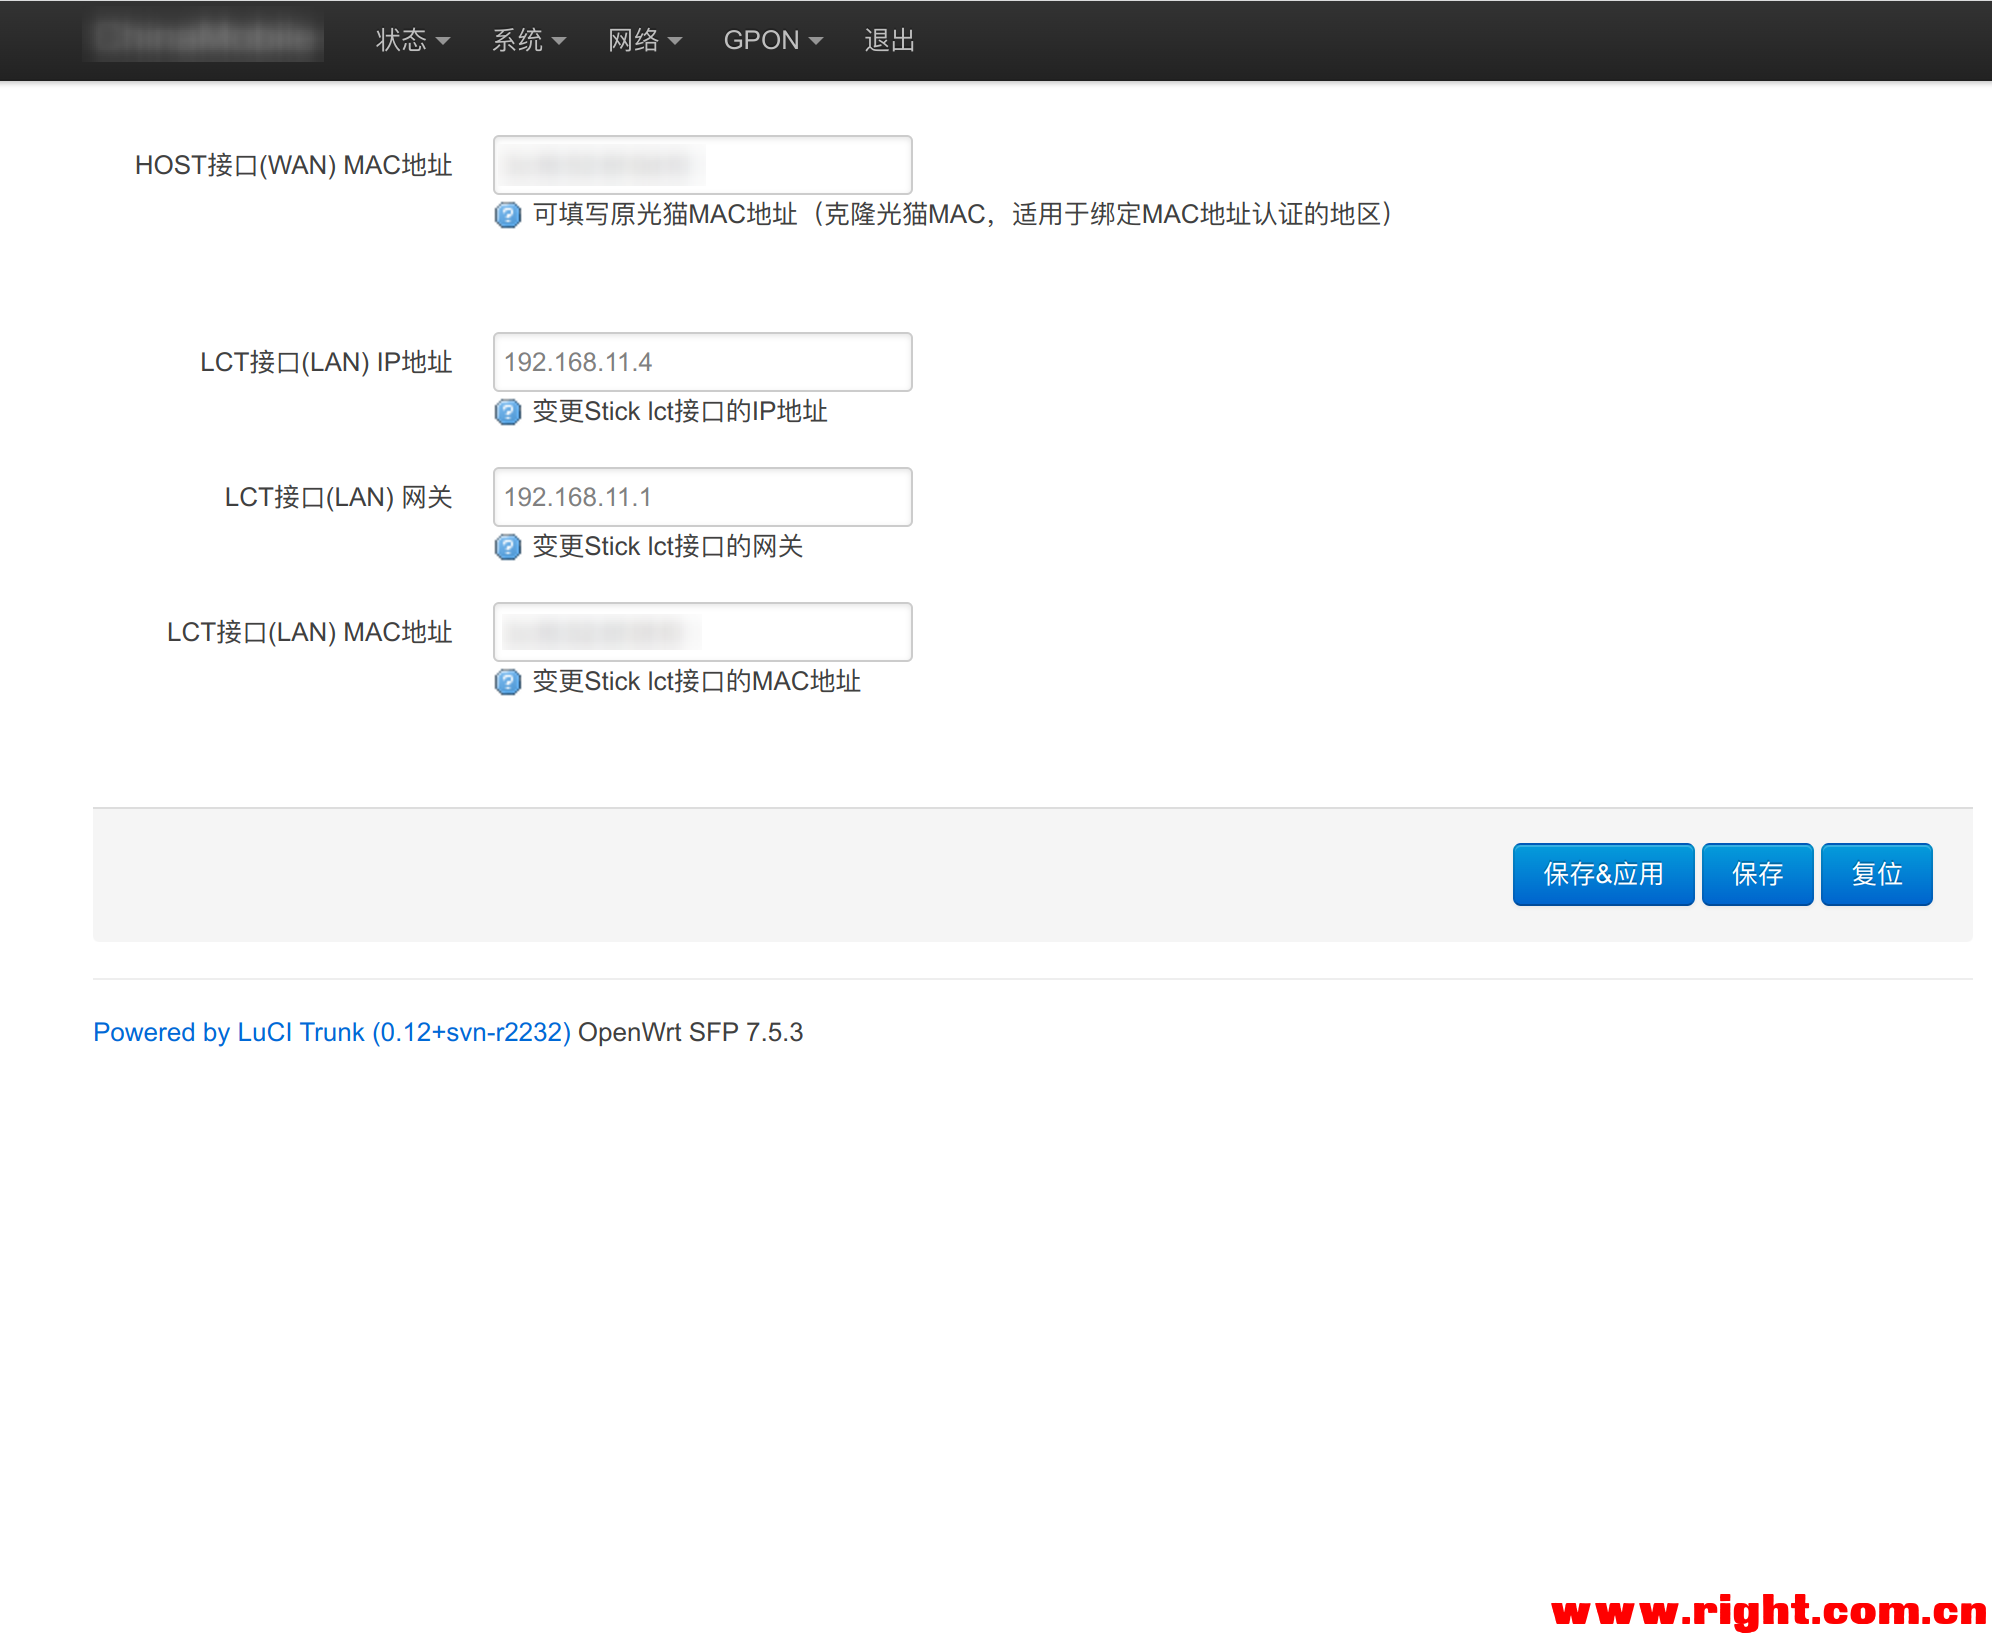 状态 系统 网络 GPON 退出
HOST接口(WAN) MAC地址
可填写原光猫MAC地址（克隆光猫MAC，适用于绑定MAC地址认证的地区）
LCT接口(LAN) IP地址 192.168.11.4
变更Stick lct接口的IP地址
LCT接口(LAN) 网关 192.168.11.1
变更Stick lct接口的网关
LCT接口(LAN) MAC地址
变更Stick lct接口的MAC地址
保存&应用 保存 复位
Powered by LuCI Trunk (0.12+svn-r2232) OpenWrt SFP 7.5.3
www.right.com.cn